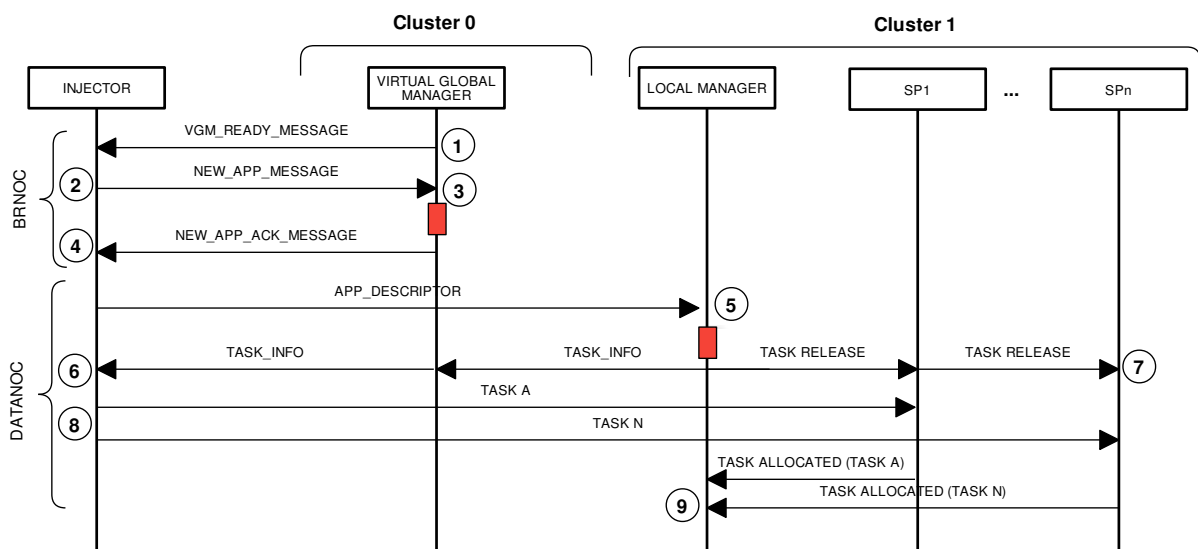 Cluster 0
Cluster 1
INJECTOR
VIRTUAL GLOBAL
MANAGER
LOCAL MANAGER
SP1
...
SPn
VGM_READY_MESSAGE
1
2
NEW_APP_MESSAGE
3
BRNOC
4
NEW_APP_ACK_MESSAGE
APP_DESCRIPTOR
5
6
TASK_INFO
TASK_INFO
TASK RELEASE
TASK RELEASE
7
DATANOC
TASK A
8
TASK N
TASK ALLOCATED (TASK A)
TASK ALLOCATED (TASK N)
9